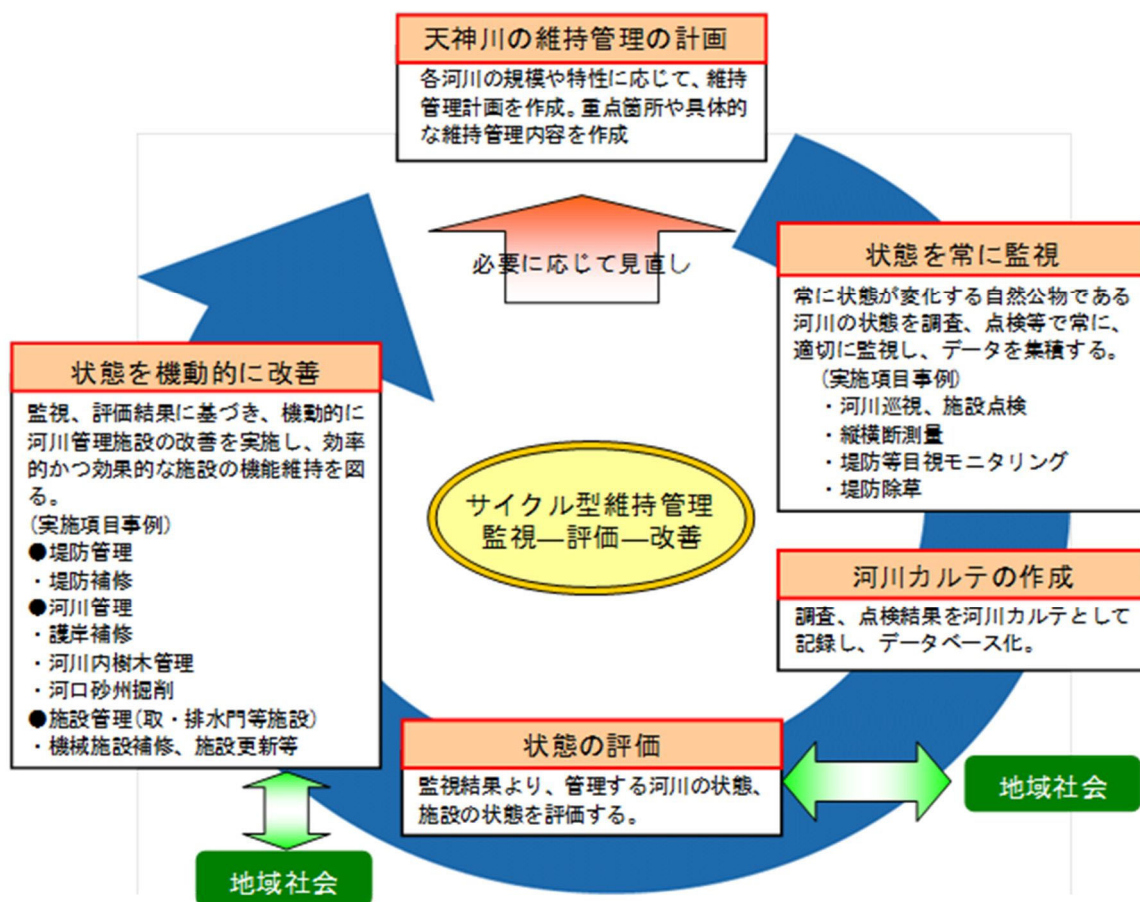 天神川の維持管理の計画
各河川の規模や特性に応じて、維持
管理計画を作成。重点箇所や具体的
な維持管理内容を作成
必要に応じて見直し
状態を常に監視
常に状態が変化する自然公物である
河川の状態を調査、点検等で常に、
適切に監視し、データを集積する。
(実施項目事例)
・河川巡視、施設点検
・縦横断測量
・堤防等目視モニタリング
・堤防除草
河川カルテの作成
調査、点検結果を河川カルテとして
記録し、データベース化。
サイクル型維持管理
監視―評価―改善
状態の評価
監視結果より、管理する河川の状態、
施設の状態を評価する。
地域社会
状態を機動的に改善
監視、評価結果に基づき、機動的に
河川管理施設の改善を実施し、効率
的かつ効果的な施設の機能維持を図
る。
(実施項目事例)
●堤防管理
・堤防補修
●河川管理
・護岸補修
・河川内樹木管理
・河口砂州掘削
●施設管理(取・排水門等施設)
・機械施設補修、施設更新等
地域社会